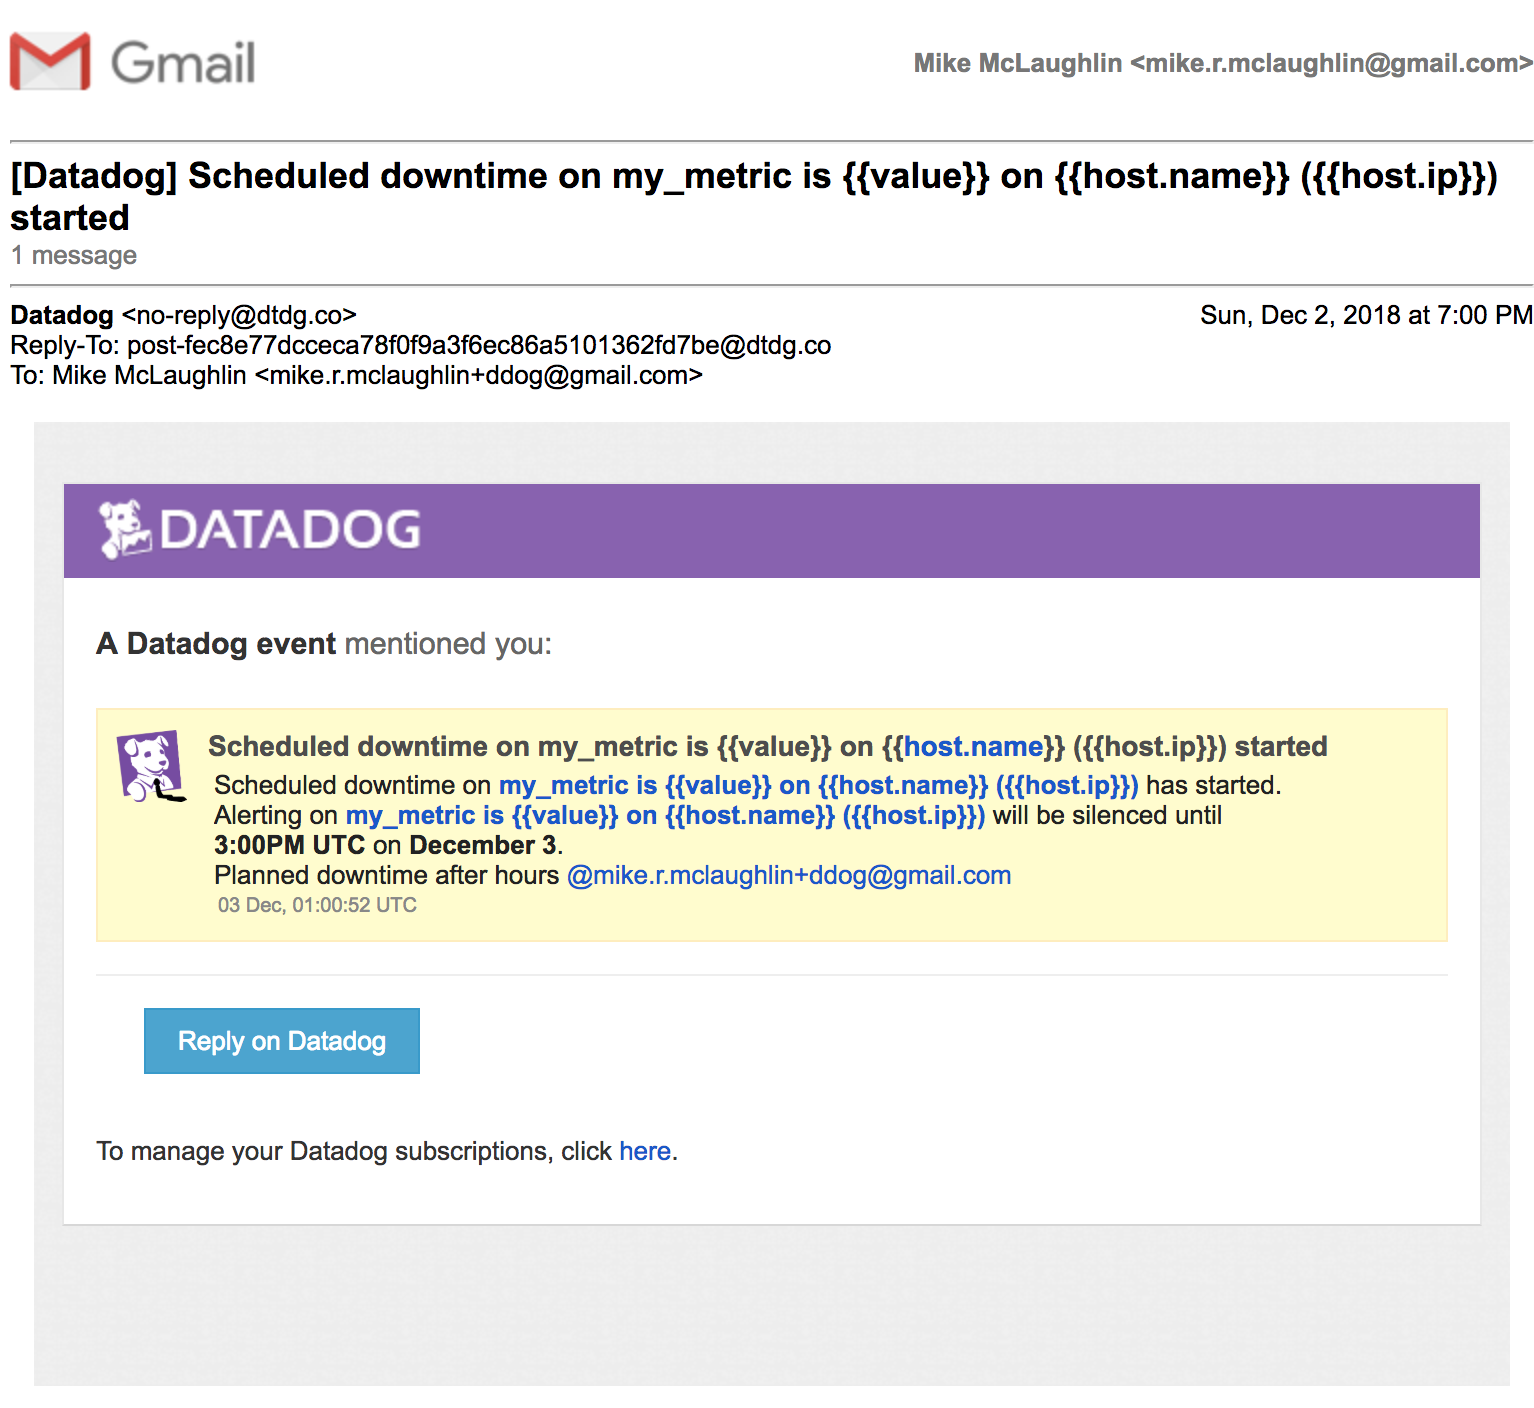 Gmail
Mike McLaughlin <mike.r.mclaughlin@gmail.com>
[Datadog] Scheduled downtime on my_metric is {{value}} on {{host.name}} ({{host.ip}})
started
1 message
Datadog <no-reply@dtdg.co>
Sun, Dec 2, 2018 at 7:00 PM
Reply-To: post-fec8e77dcceca78f0f9a3f6ec86a5101362fd7be@dtdg.co
To: Mike McLaughlin <mike.r.mclaughlin+ddog@gmail.com>
DATADOG
A Datadog event mentioned you:
Scheduled downtime on my_metric is {{value}} on {{host.name}} ({{host.ip}}) started
Scheduled downtime on my_metric is {{value}} on {{host.name}} ({{host.ip}}) has started.
Alerting on my_metric is {{value}} on {{host.name}} ({{host.ip}}) will be silenced until
3:00PM UTC on December 3.
Planned downtime after hours @mike.r.mclaughlin+ddog@gmail.com
03 Dec, 01:00:52 UTC
Reply on Datadog
To manage your Datadog subscriptions, click here.